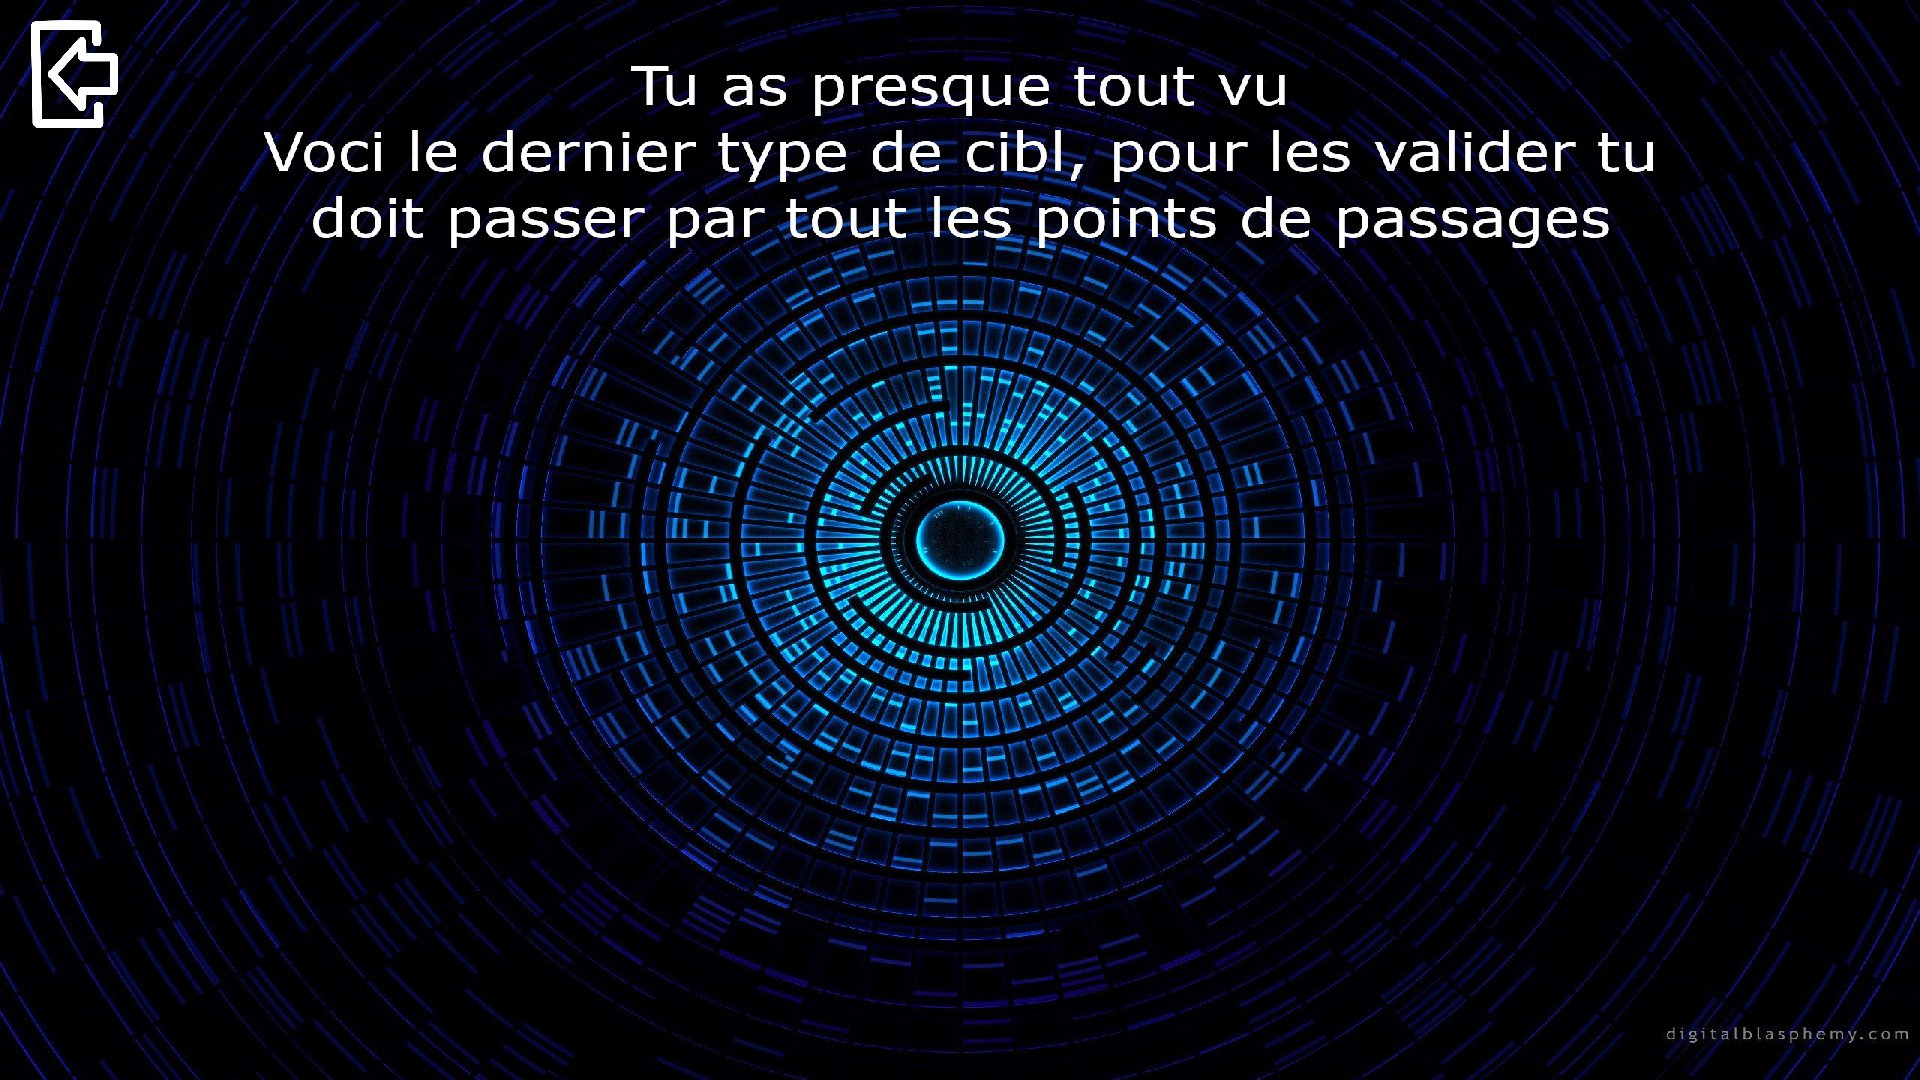 Tu as presque tout vu
Voci le dernier type de cibl, pour les valider tu
doit passer par tout les points de passages
digitalblasphemy.com